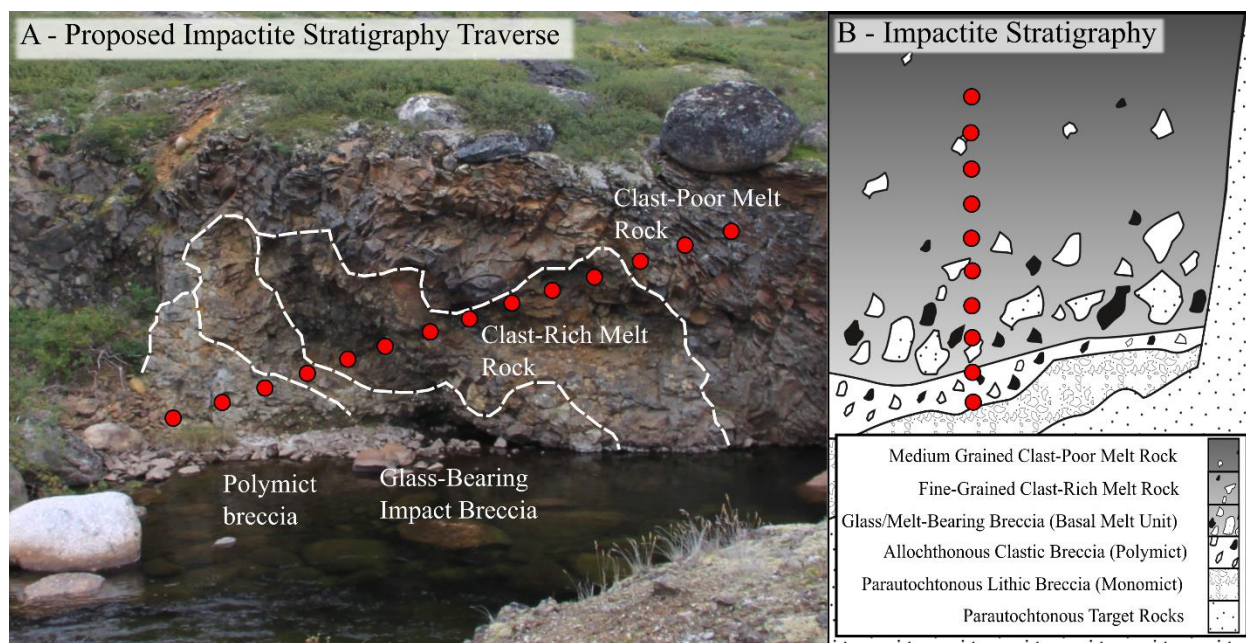 A - Proposed Impactite Stratigraphy Traverse
Clast-Poor Melt
Rock
Clast-Rich Melt
Rock
Polymict
breccia
Glass-Bearing
Impact Breccia
B - Impactite Stratigraphy
Medium Grained Clast-Poor Melt Rock
Fine-Grained Clast-Rich Melt Rock
Glass/Melt-Bearing Breccia (Basal Melt Unit)
Allochthonous Clastic Breccia (Polymict)
Parautochtonous Lithic Breccia (Monomict)
Parautochtonous Target Rocks